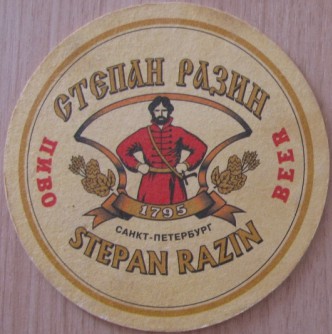 СТЕПАН РАЗИН
ПИВО
BEER
1795
САНКТ-ПЕТЕРБУРГ
STEPAN RAZIN